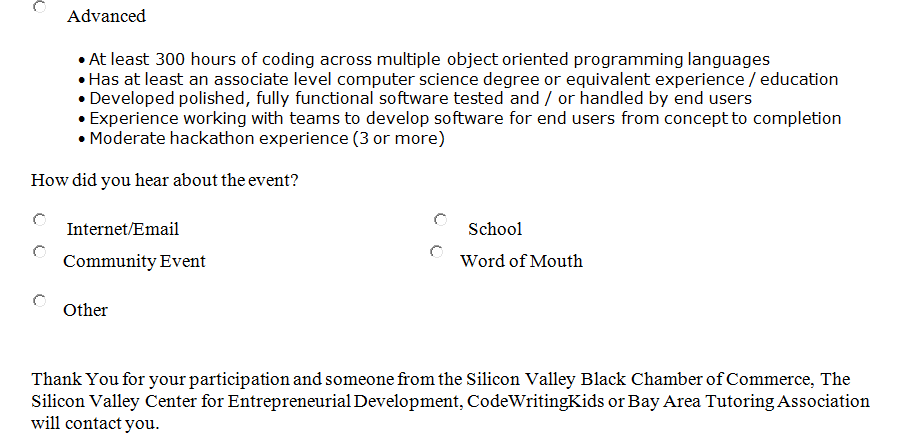 Advanced
• At least 300 hours of coding across multiple object oriented programming languages
• Has at least an associate level computer science degree or equivalent experience / education
• Developed polished, fully functional software tested and / or handled by end users
• Experience working with teams to develop software for end users from concept to completion
• Moderate hackathon experience (3 or more)
How did you hear about the event?
Internet/Email School
Community Event Word of Mouth
Other
Thank You for your participation and someone from the Silicon Valley Black Chamber of Commerce, The
Silicon Valley Center for Entrepreneurial Development, CodeWritingKids or Bay Area Tutoring Association
will contact you.